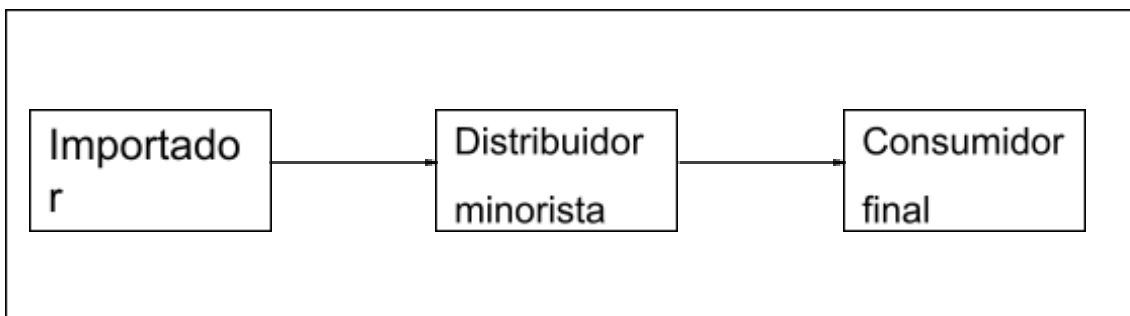 Importado
r
Distribuidor
minorista
Consumidor
final